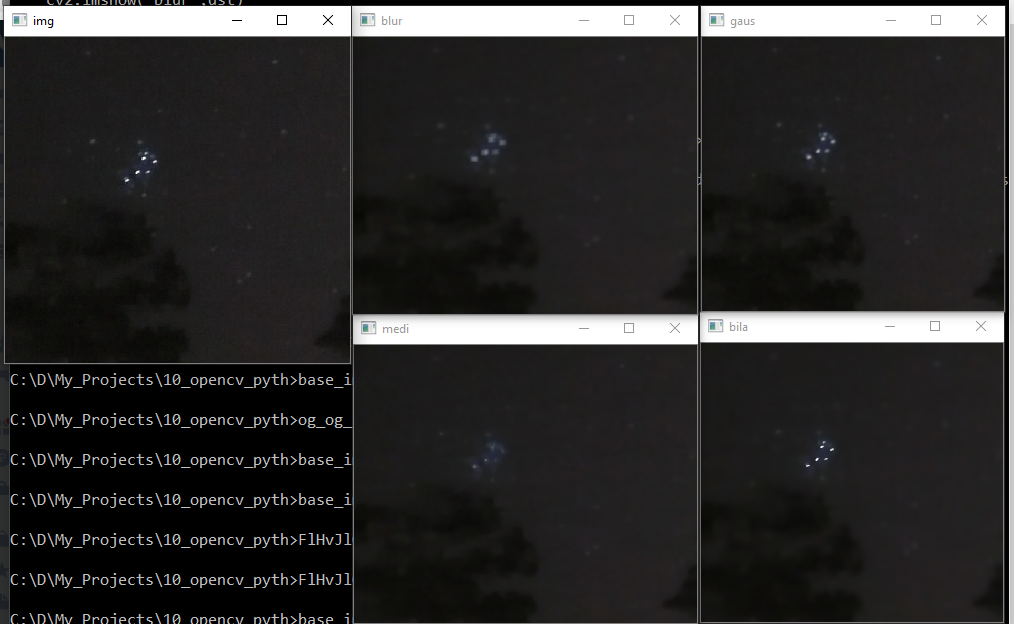 cv2.imshow('blur',dst)
img
blur
gaus
medi
bila
C:\D\My_Projects\10_opencv_pyth>base_i
C:\D\My_Projects\10_opencv_pyth>og_og_
C:\D\My_Projects\10_opencv_pyth>base_i
C:\D\My_Projects\10_opencv_pyth>base_i
C:\D\My_Projects\10_opencv_pyth>FlHvJl
C:\D\My_Projects\10_opencv_pyth>FlHvJl
C:\D\My_Projects\10_opencv_pyth>base_i